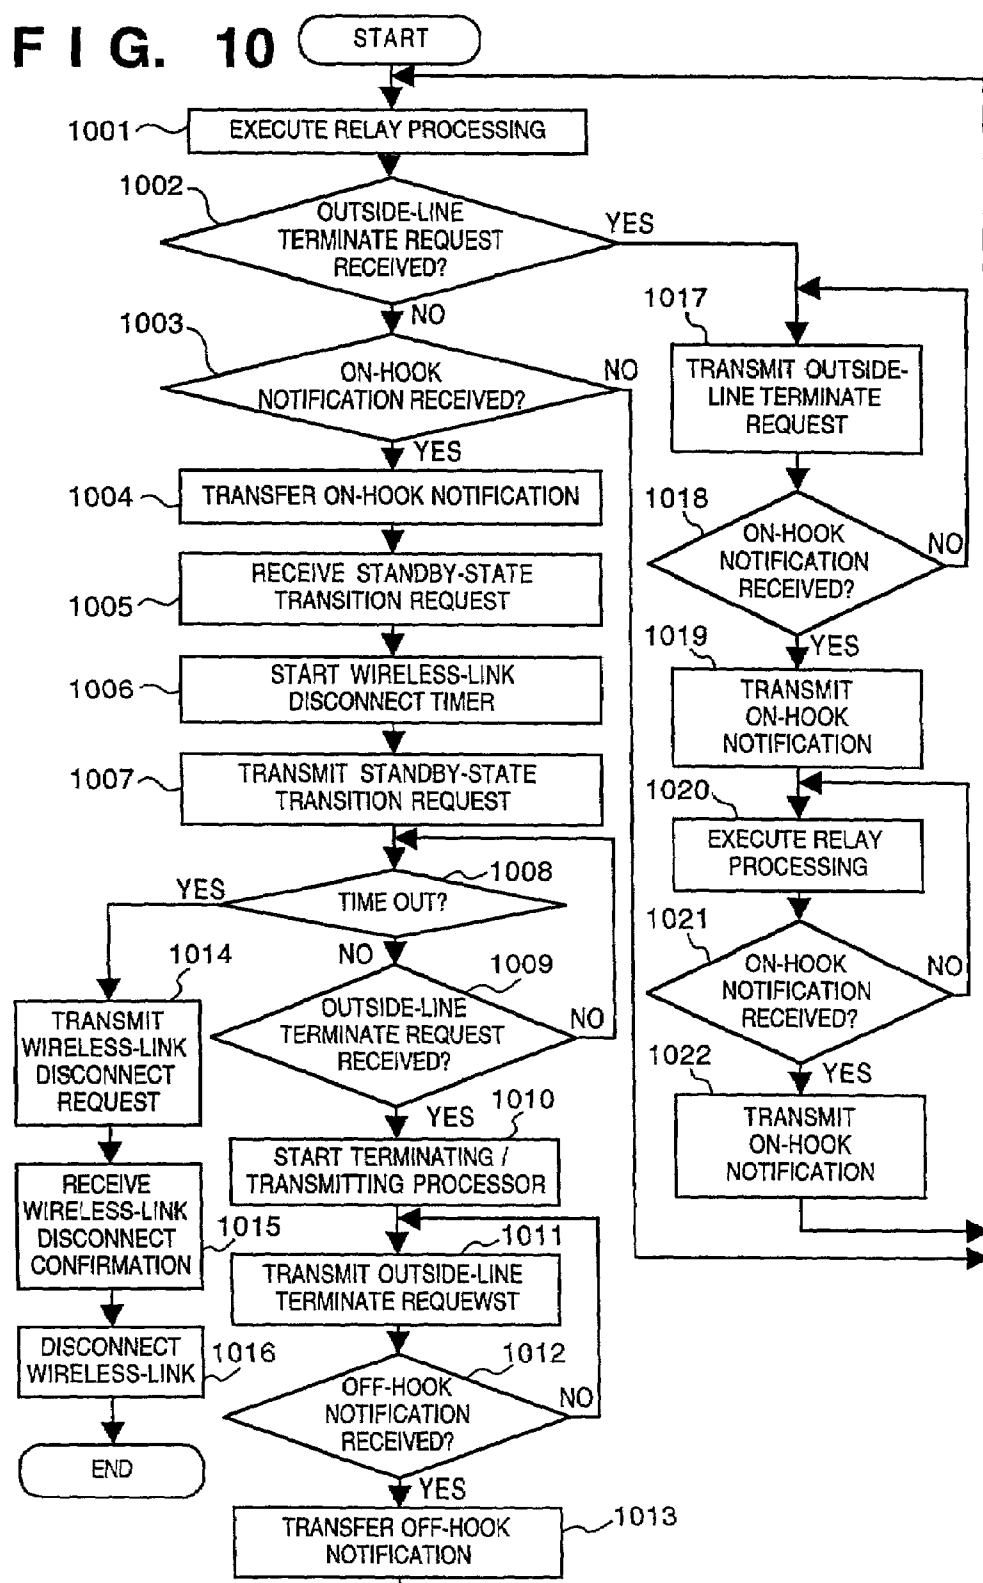 FIG. 10
START
1001
EXECUTE RELAY PROCESSING
1002
OUTSIDE-LINE
TERMINATE REQUEST
RECEIVED?
YES
NO
1003
ON-HOOK
NOTIFICATION RECEIVED?
NO
YES
1004
TRANSFER ON-HOOK NOTIFICATION
1005
RECEIVE STANDBY-STATE
TRANSITION REQUEST
1006
START WIRELESS-LINK
DISCONNECT TIMER
1007
TRANSMIT STANDBY-STATE
TRANSITION REQUEST
1008
TIME OUT?
YES
NO
1009
OUTSIDE-LINE
TERMINATE REQUEST
RECEIVED?
NO
YES
1010
START TERMINATING /
TRANSMITTING PROCESSOR
1011
TRANSMIT OUTSIDE-LINE
TERMINATE REQUEWST
1012
OFF-HOOK
NOTIFICATION
RECEIVED?
NO
YES
1013
TRANSFER OFF-HOOK
NOTIFICATION
1014
TRANSMIT
WIRELESS-LINK
DISCONNECT
REQUEST
1015
RECEIVE
WIRELESS-LINK
DISCONNECT
CONFIRMATION
1016
DISCONNECT
WIRELESS-LINK
END
1017
TRANSMIT OUTSIDE-
LINE TERMINATE
REQUEST
1018
ON-HOOK
NOTIFICATION
RECEIVED?
NO
YES
1019
TRANSMIT
ON-HOOK
NOTIFICATION
1020
EXECUTE RELAY
PROCESSING
1021
ON-HOOK
NOTIFICATION
RECEIVED?
NO
YES
1022
TRANSMIT
ON-HOOK
NOTIFICATION